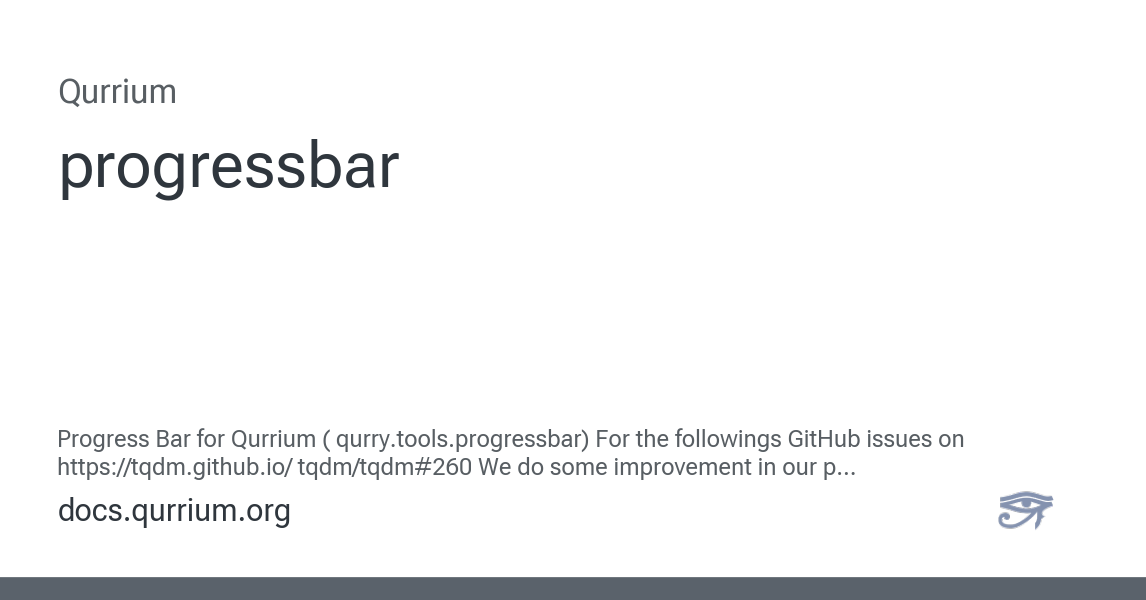 Qurrium
progressbar
Progress Bar for Qurrium ( qurry.tools.progressbar) For the followings GitHub issues on
https://tqdm.github.io/ tqdm/tqdm#260 We do some improvement in our p...
docs.qurrium.org